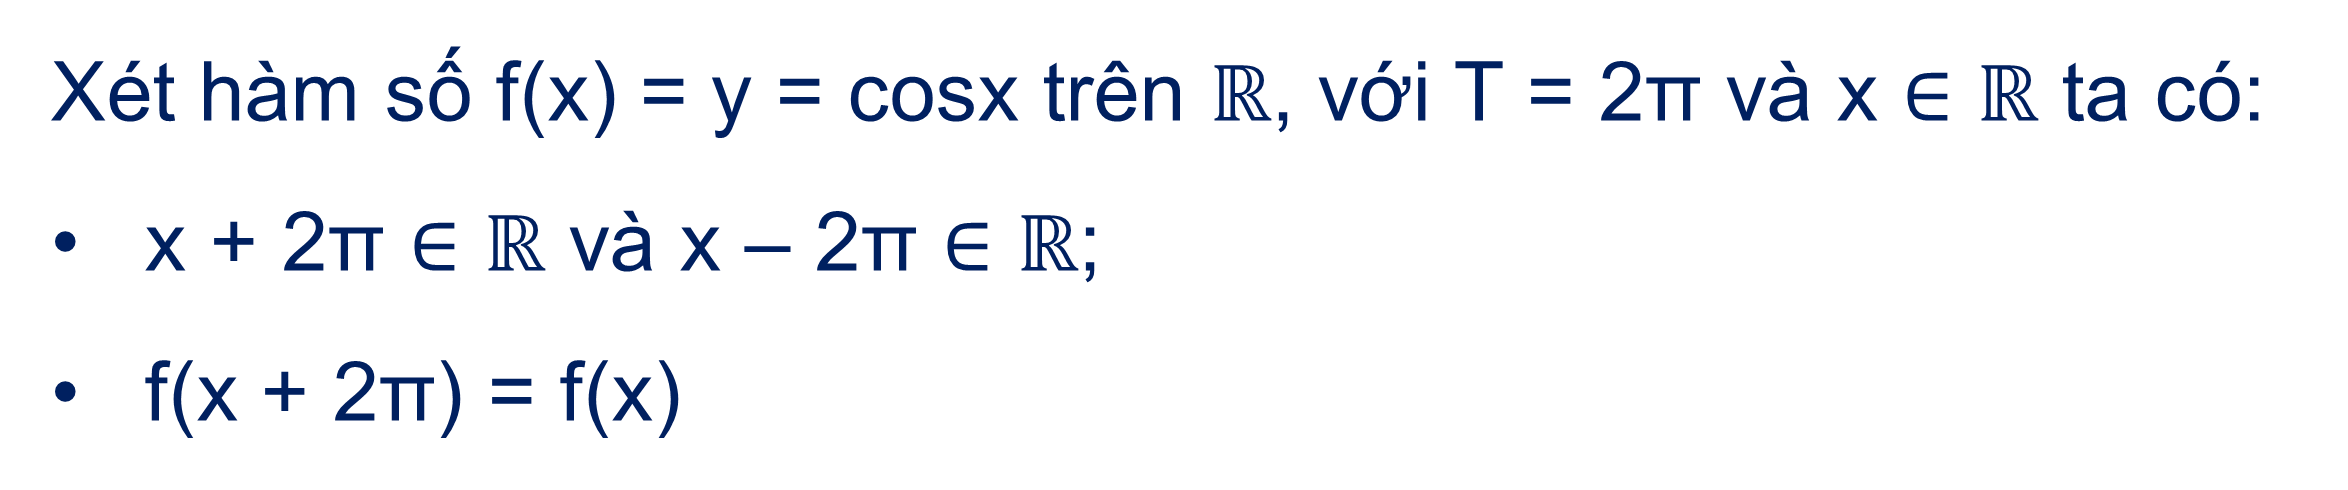 Xét hàm số f(x) = y = cosx trên ℝ, với T = 2π và x ∈ ℝ ta có:
• x + 2π ∈ ℝ và x – 2π ∈ ℝ;
• f(x + 2π) = f(x)